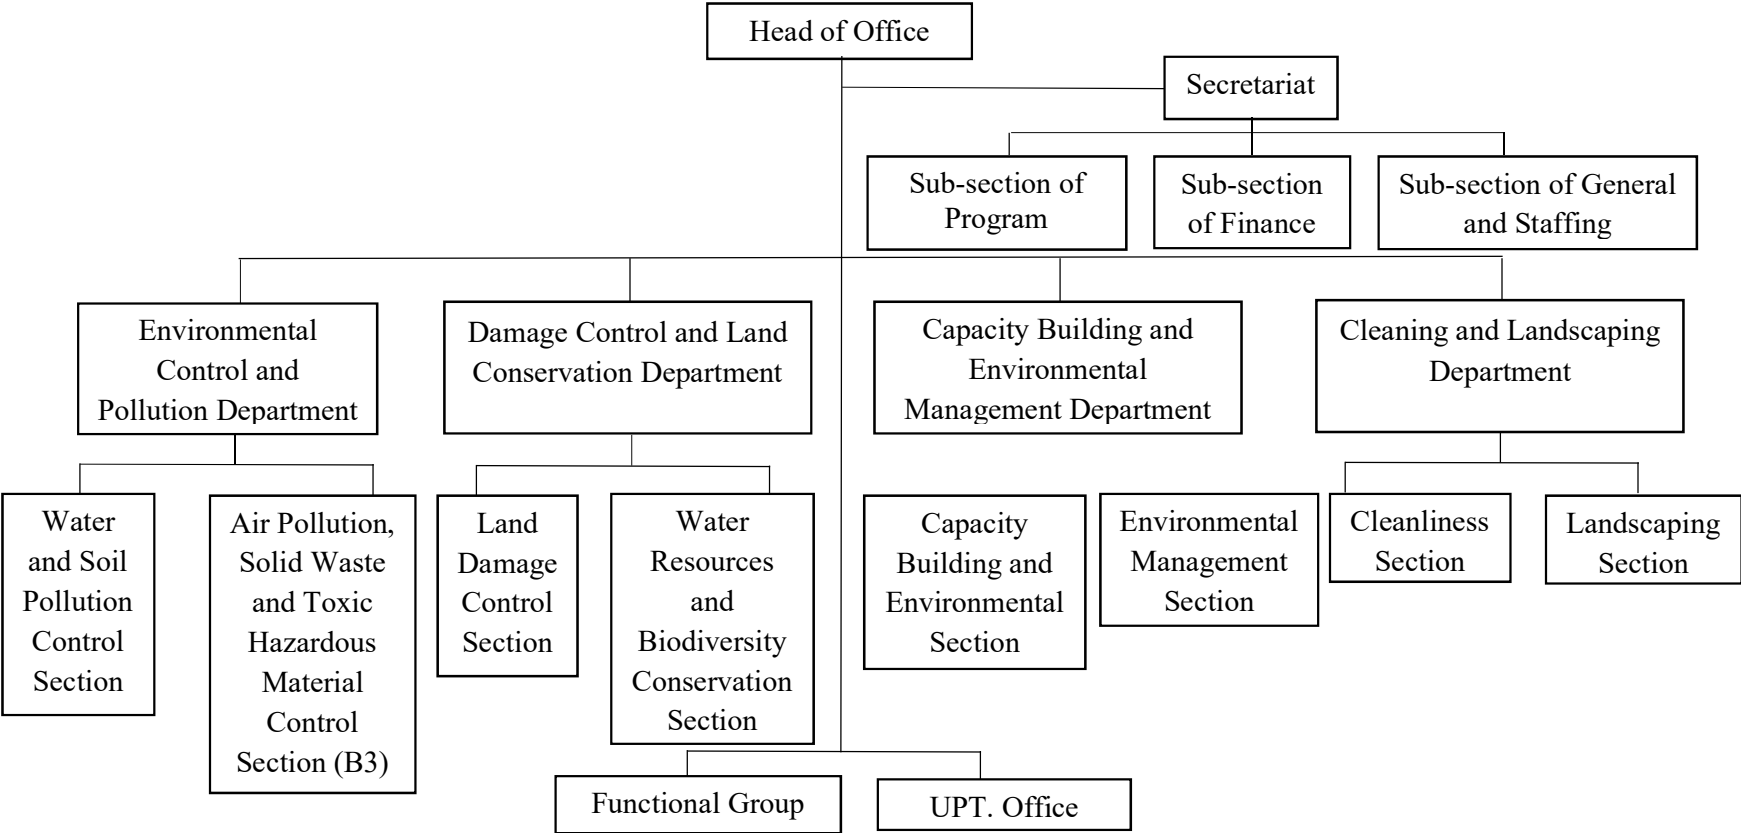 Head of Office
Secretariat
Sub-section of
Program
Sub-section
of Finance
Sub-section of General
and Staffing
Environmental
Control and
Pollution Department
Damage Control and Land
Conservation Department
Capacity Building and
Environmental
Management Department
Cleaning and Landscaping
Department
Water
and Soil
Pollution
Control
Section
Air Pollution,
Solid Waste
and Toxic
Hazardous
Material
Control
Section (B3)
Land
Damage
Control
Section
Water
Resources
and
Biodiversity
Conservation
Section
Capacity
Building and
Environmental
Section
Environmental
Management
Section
Cleanliness
Section
Landscaping
Section
Functional Group
UPT. Office